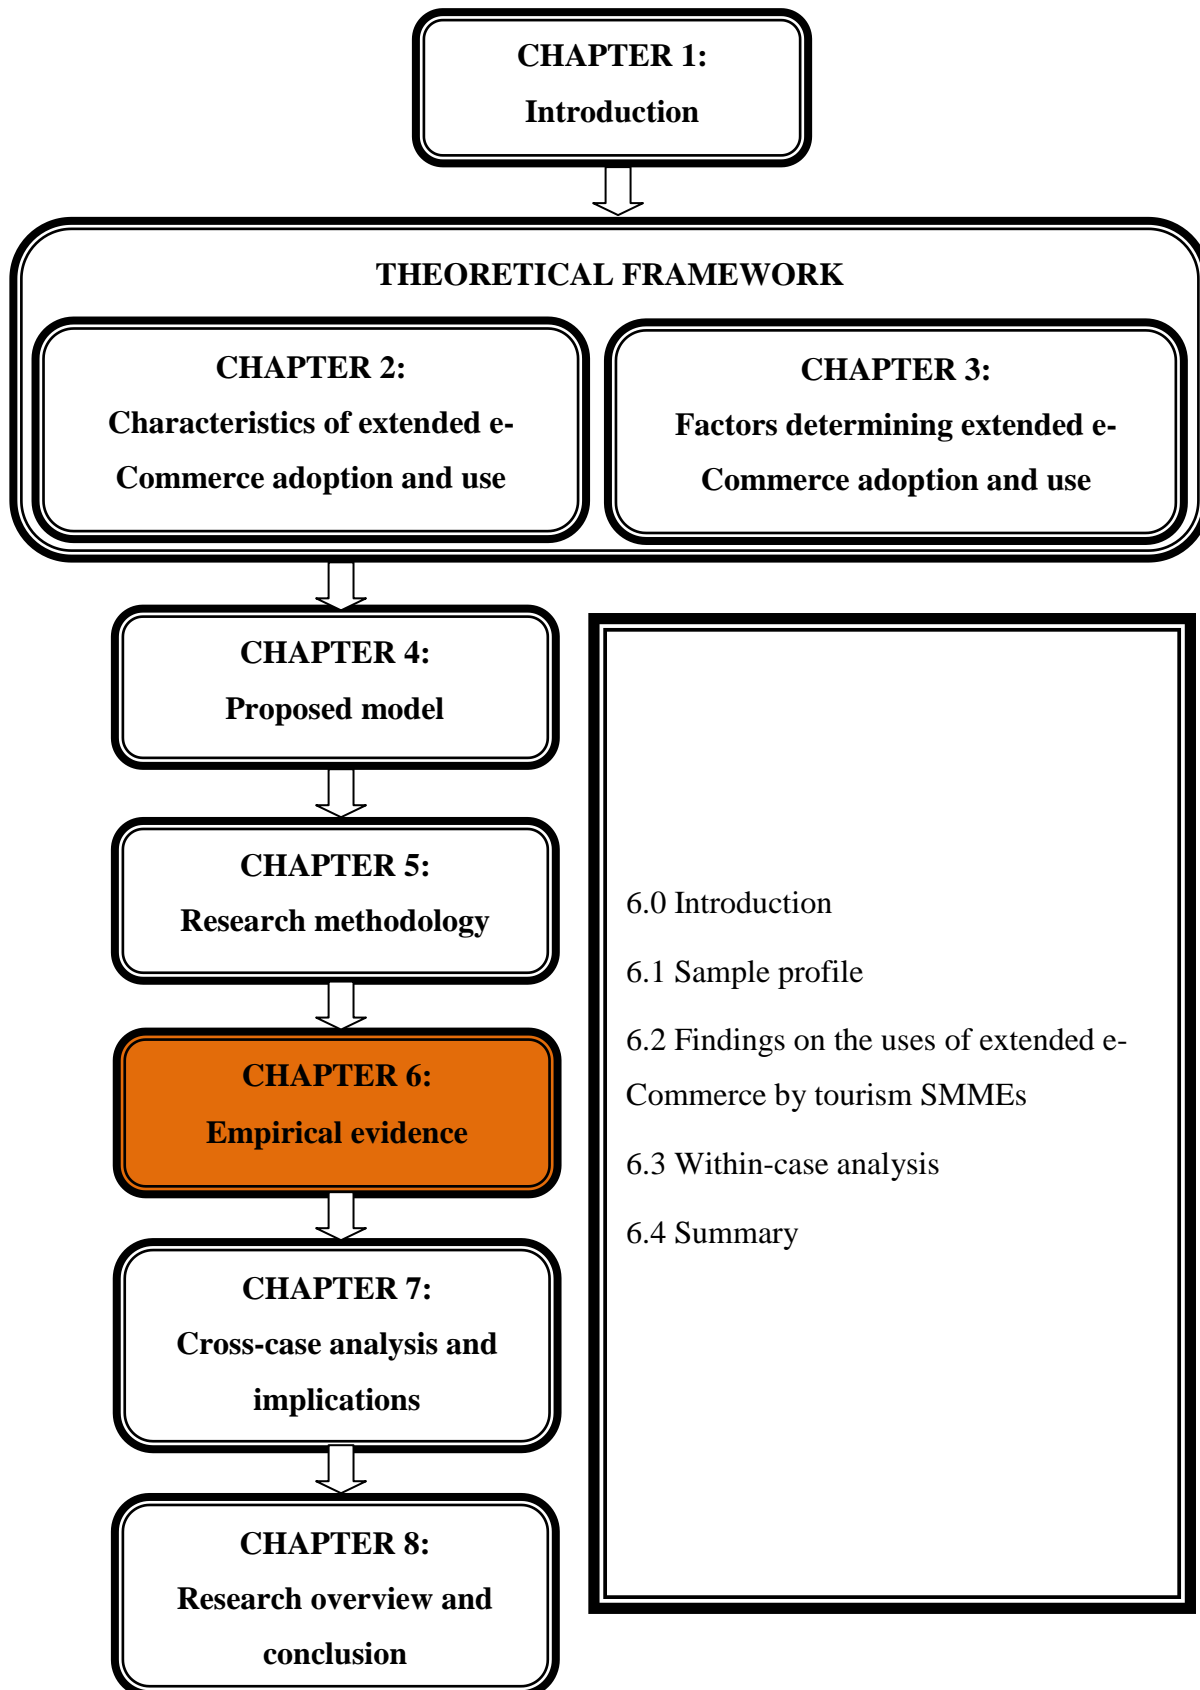 CHAPTER 1:
Introduction
THEORETICAL FRAMEWORK
CHAPTER 2:
Characteristics of extended e-
Commerce adoption and use
CHAPTER 3:
Factors determining extended e-
Commerce adoption and use
CHAPTER 4:
Proposed model
CHAPTER 5:
Research methodology
CHAPTER 6:
Empirical evidence
CHAPTER 7:
Cross-case analysis and
implications
CHAPTER 8:
Research overview and
conclusion
6.0 Introduction
6.1 Sample profile
6.2 Findings on the uses of extended e-
Commerce by tourism SMMEs
6.3 Within-case analysis
6.4 Summary